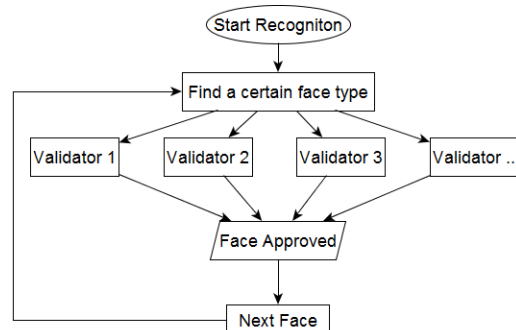 Start Recogniton
Find a certain face type
Validator 1
Validator 2
Validator 3
Validator ...
Face Approved
Next Face